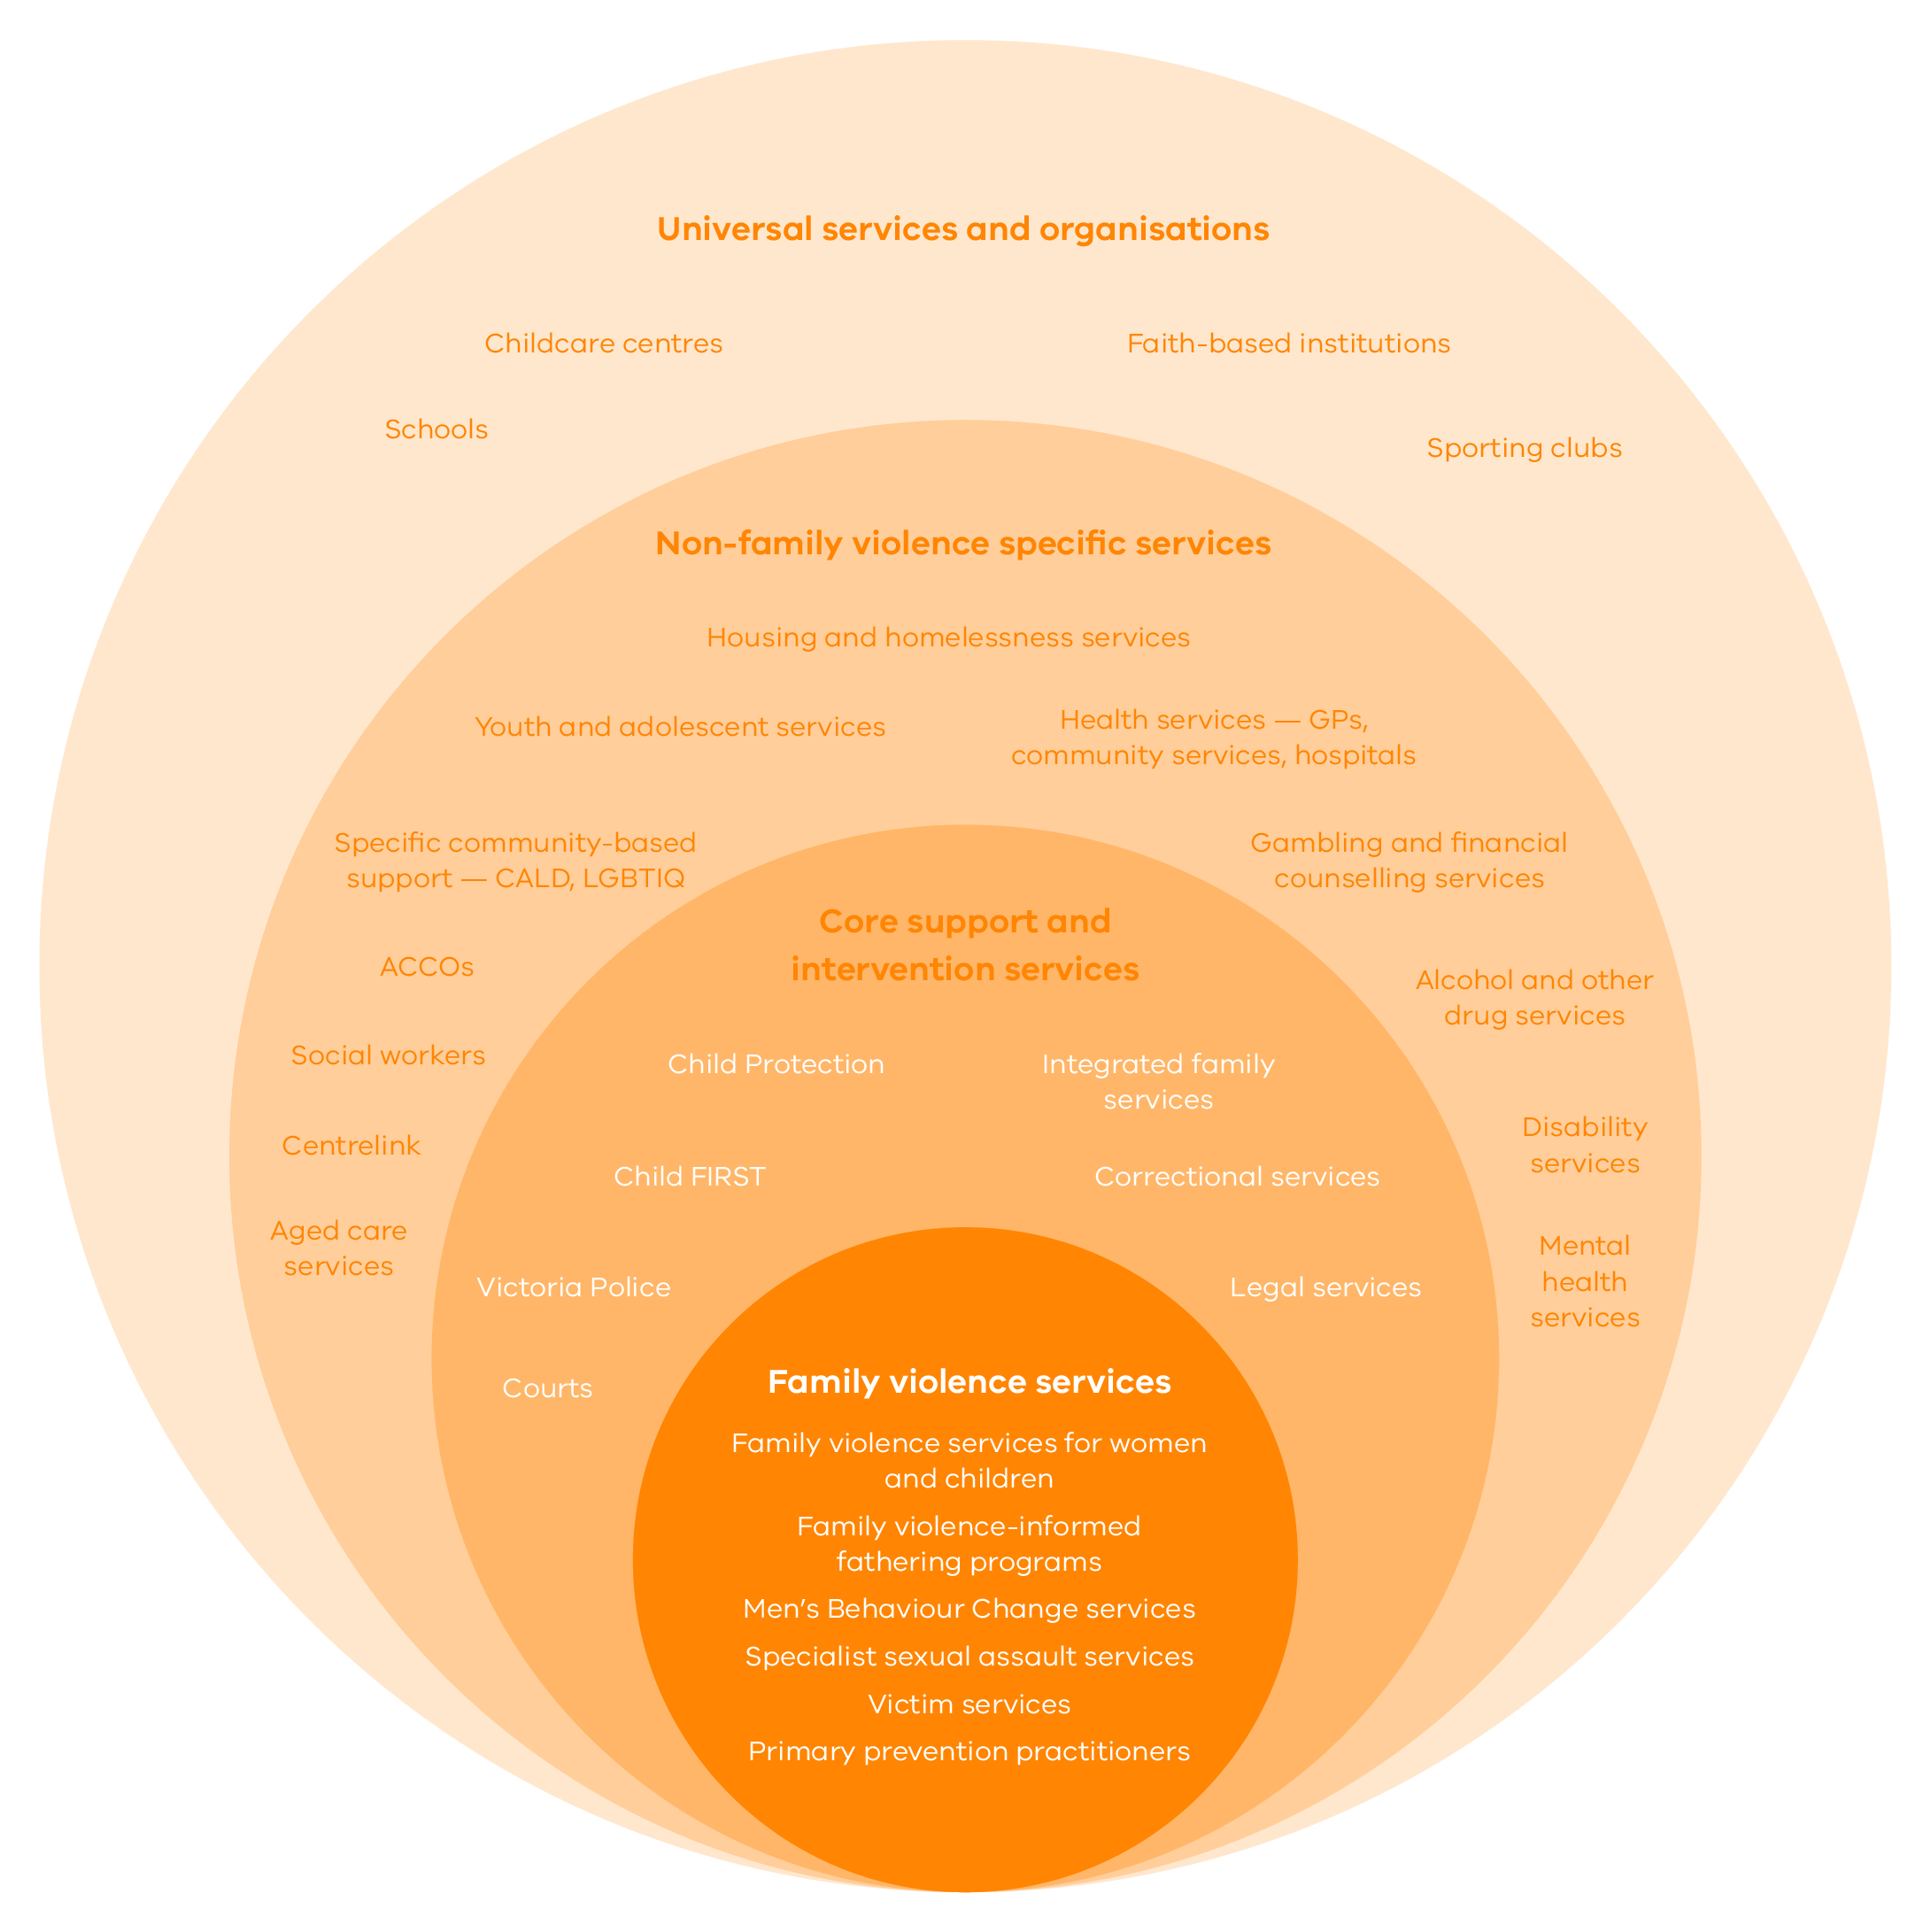 Universal services and organisations
Childcare centres
Faith-based institutions
Schools
Sporting clubs
Non-family violence specific services
Housing and homelessness services
Youth and adolescent services
Health services — GPs,
community services, hospitals
Specific community-based
support — CALD, LGBTIQ
Gambling and financial
counselling services
ACCOs
Alcohol and other
drug services
Social workers
Centrelink
Disability
services
Aged care
services
Mental
health
services
Core support and
intervention services
Child Protection
Integrated family
services
Child FIRST
Correctional services
Victoria Police
Legal services
Courts
Family violence services
Family violence services for women
and children
Family violence-informed
fathering programs
Men’s Behaviour Change services
Specialist sexual assault services
Victim services
Primary prevention practitioners